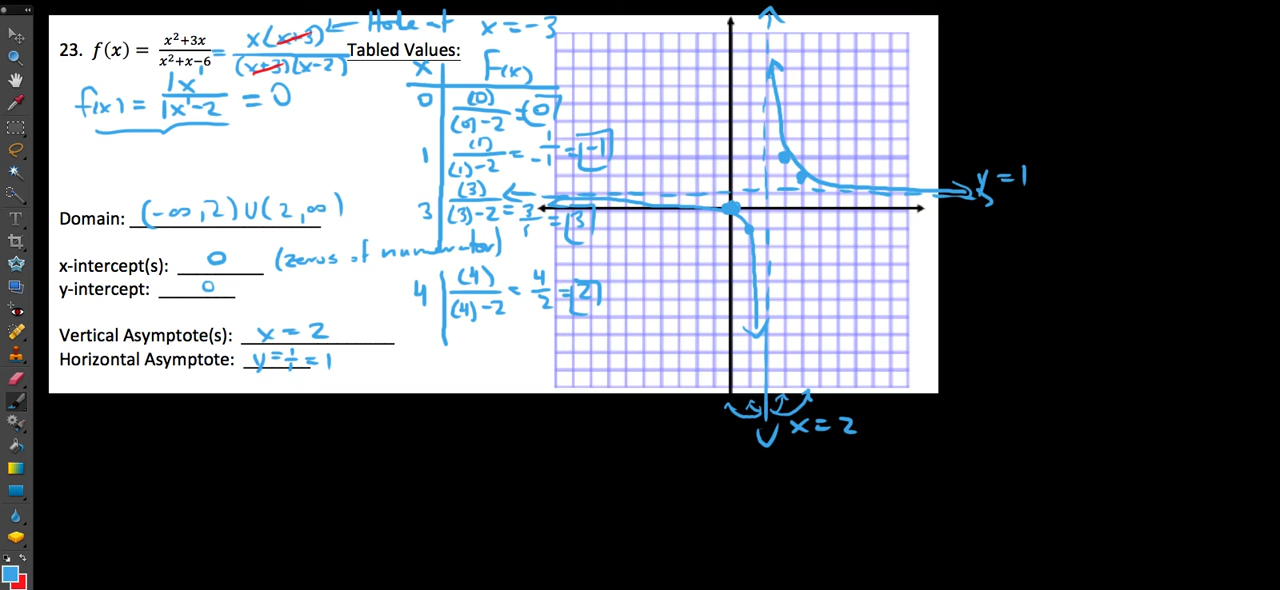 23. f(x) = x²+3x / x²+x−6 = x(x+3) / (x+3)(x−2) ← Hole at x = −3
f(x) = 1x¹ / 1x¹−2 = 0
Tabled Values:
x | F(x)
0 | (0) / (0)−2 = 0
1 | (1) / (1)−2 = 1 / −1 = −1
3 | (3) / (3)−2 = 3 / 1 = 3
4 | (4) / (4)−2 = 4 / 2 = 2
Domain: (−∞, 2) ∪ (2, ∞)
x-intercept(s): 0 (zeros of numerator)
y-intercept: 0
Vertical Asymptote(s): x = 2
Horizontal Asymptote: y = 1/1 = 1
y = 1
x = 2